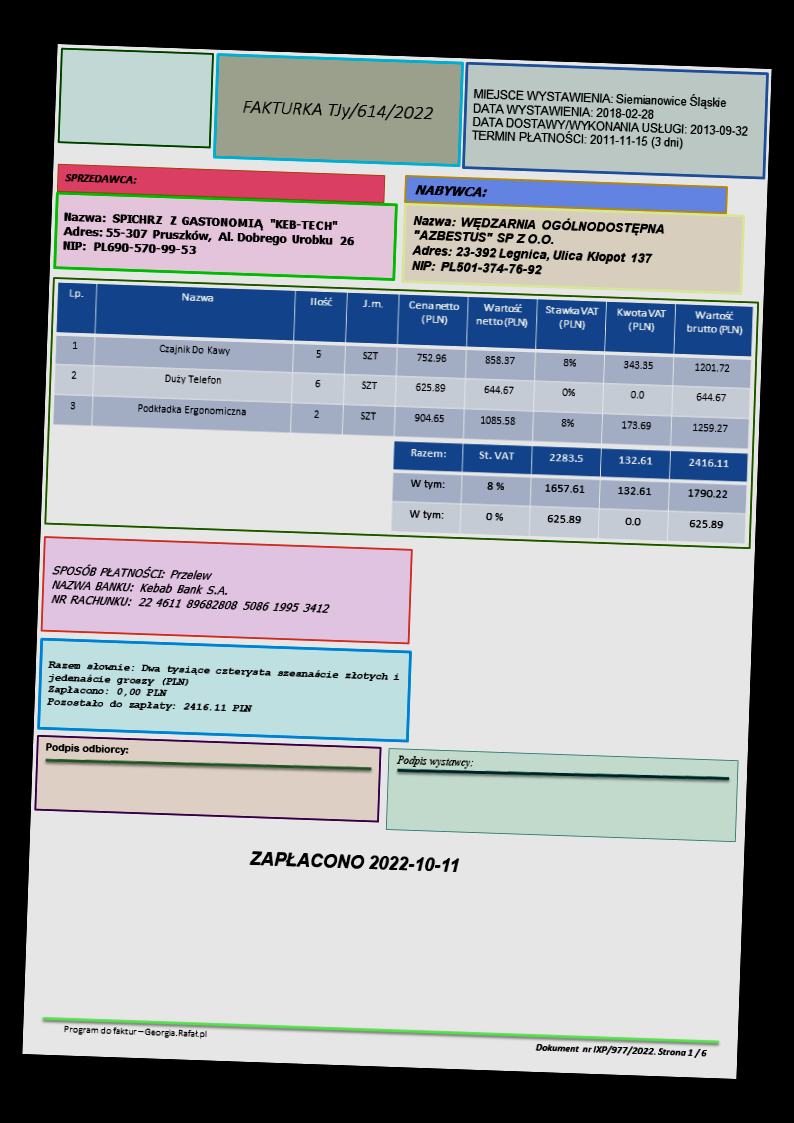 FAKTURKA TJy/614/2022
MIEJSCE WYSTAWIENIA: Siemianowice Śląskie
DATA WYSTAWIENIA: 2018-02-28
DATA DOSTAWY/WYKONANIA USŁUGI: 2013-09-32
TERMIN PŁATNOŚCI: 2011-11-15 (3 dni)
SPRZEDAWCA:
Nazwa: SPICHRZ Z GASTONOMIĄ "KEB-TECH"
Adres: 55-307 Pruszków, Al. Dobrego Urobku 26
NIP: PL690-570-99-53
NABYWCA:
Nazwa: WĘDZARNIA OGÓLNODOSTĘPNA
"AZBESTUS" SP Z O.O.
Adres: 23-392 Legnica, Ulica Kłopot 137
NIP: PL501-374-76-92
Lp. Nazwa Ilość J.m. Cena netto (PLN) Wartość netto (PLN) Stawka VAT (PLN) Kwota VAT (PLN) Wartość brutto (PLN)
1 Czajnik Do Kawy 5 SZT 752.96 858.37 8% 343.35 1201.72
2 Duży Telefon 6 SZT 625.89 644.67 0% 0.0 644.67
3 Podkładka Ergonomiczna 2 SZT 904.65 1085.58 8% 173.69 1259.27
Razem: St. VAT 2283.5 132.61 2416.11
W tym: 8 % 1657.61 132.61 1790.22
W tym: 0 % 625.89 0.0 625.89
SPOSÓB PŁATNOŚCI: Przelew
NAZWA BANKU: Kebab Bank S.A.
NR RACHUNKU: 22 4611 89682808 5086 1995 3412
Razem słownie: Dwa tysiące czterysta szesnaście złotych i
jedenaście groszy (PLN)
Zapłacono: 0,00 PLN
Pozostało do zapłaty: 2416.11 PLN
Podpis odbiorcy:
Podpis wystawcy:
ZAPŁACONO 2022-10-11
Program do faktur – Georgia.Rafał.pl
Dokument nr IXP/977/2022. Strona 1 / 6